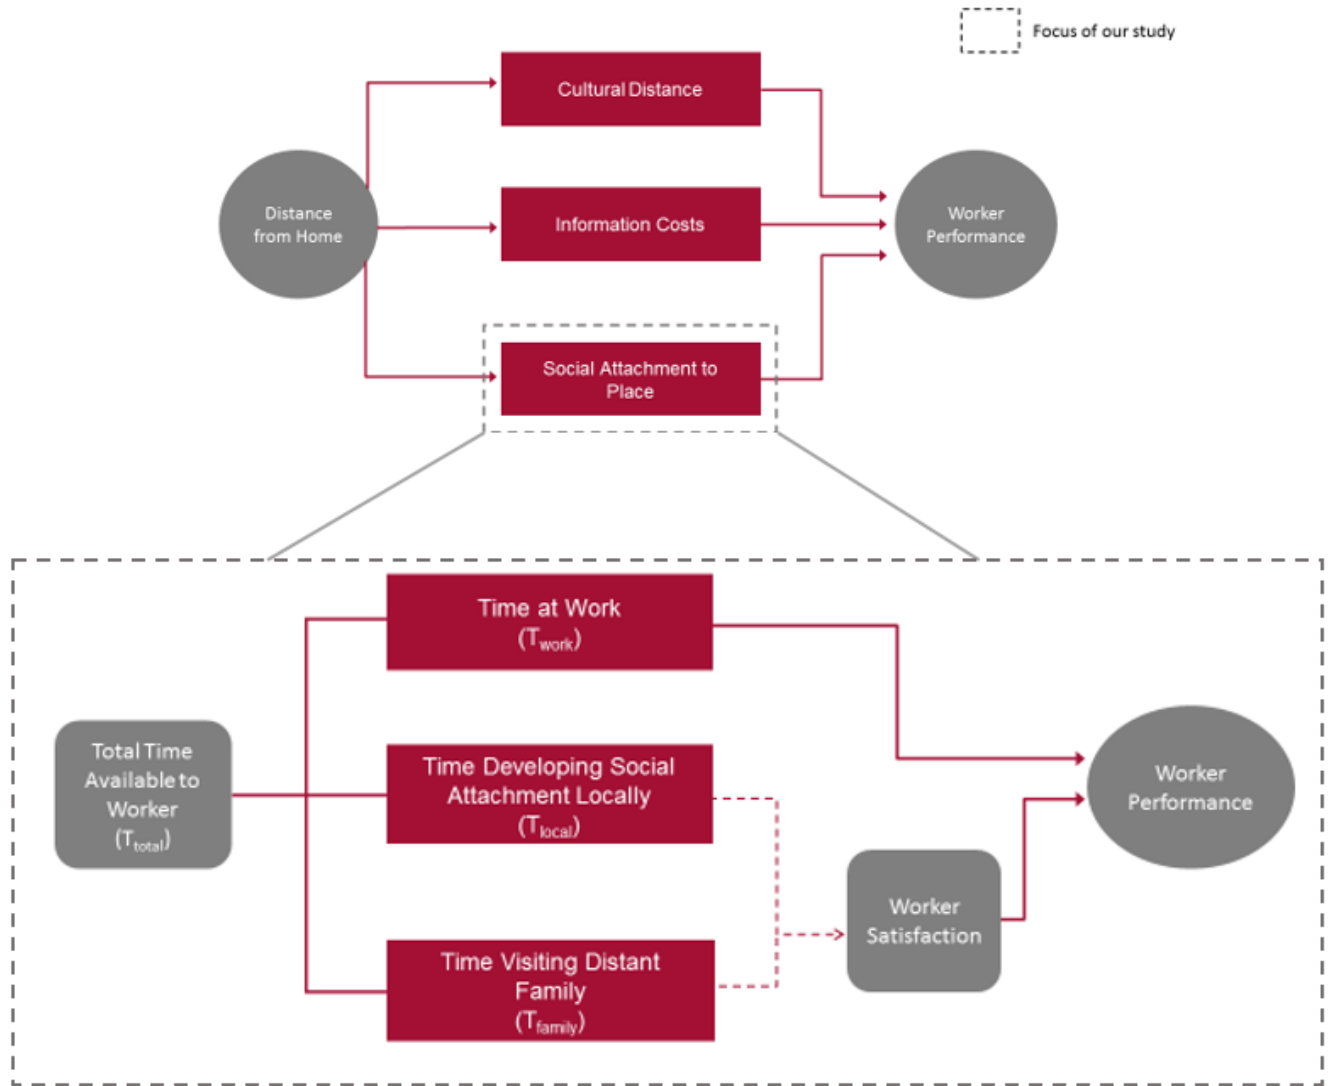 Focus of our study
Cultural Distance
Distance
from Home
Information Costs
Worker
Performance
Social Attachment to
Place
Time at Work
(Twork)
Total Time
Available to
Worker
(Ttotal)
Time Developing Social
Attachment Locally
(Tlocal)
Worker
Performance
Worker
Satisfaction
Time Visiting Distant
Family
(Tfamily)